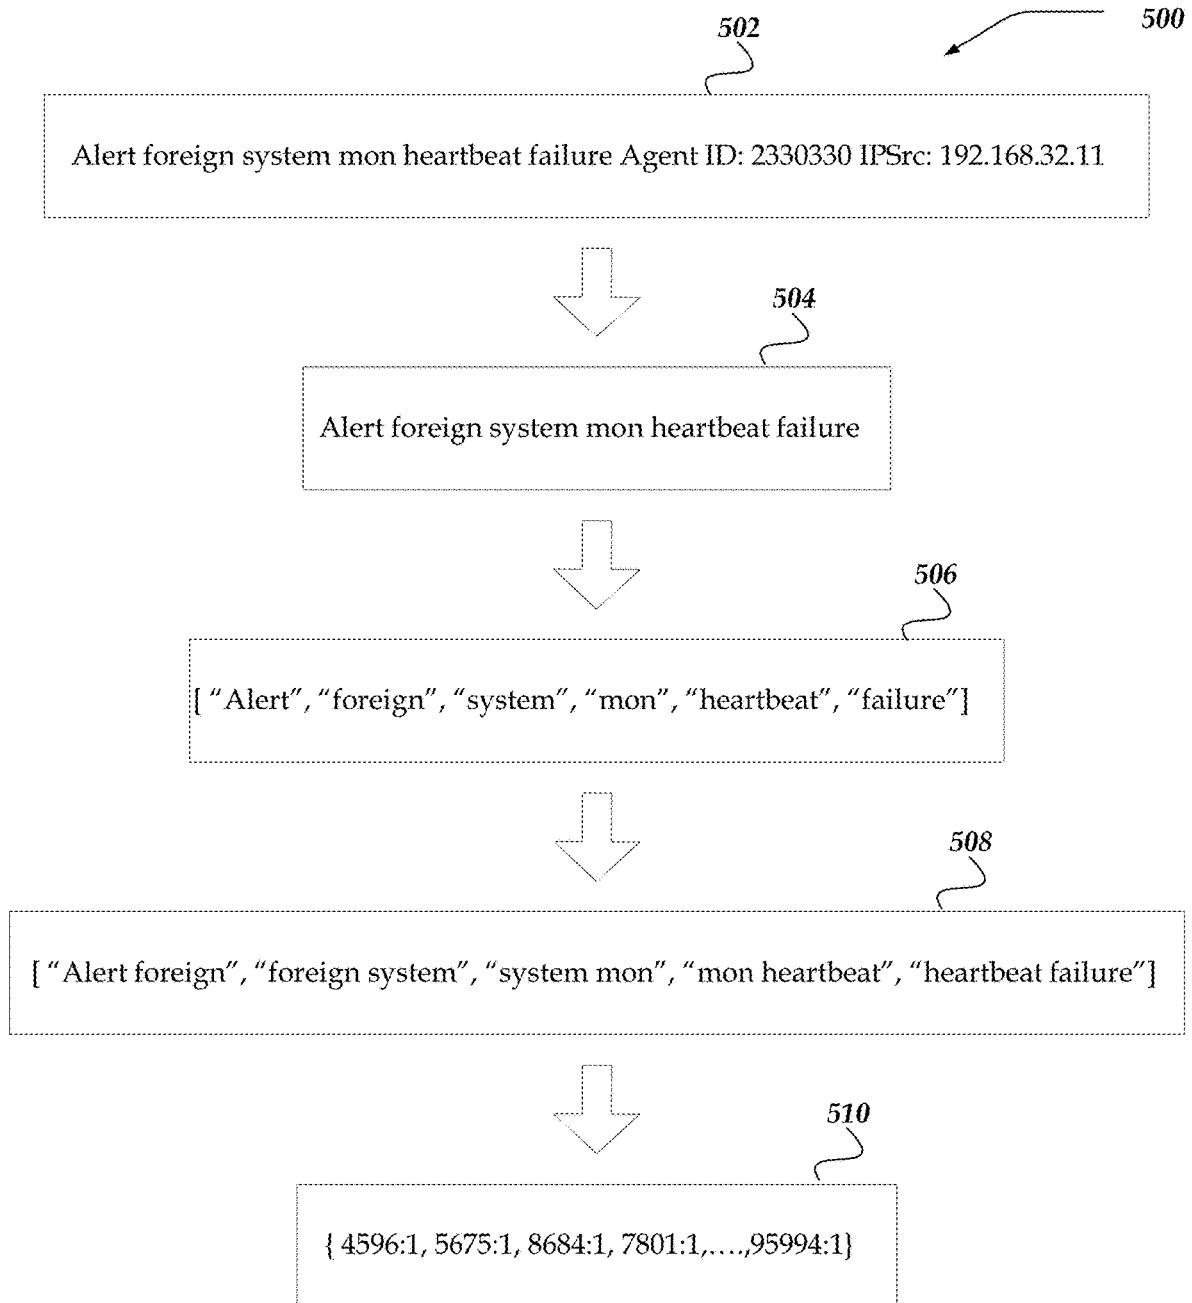 500
502
Alert foreign system mon heartbeat failure Agent ID: 2330330 IPSrc: 192.168.32.11
504
Alert foreign system mon heartbeat failure
506
[ “Alert”, “foreign”, “system”, “mon”, “heartbeat”, “failure”]
508
[ “Alert foreign”, “foreign system”, “system mon”, “mon heartbeat”, “heartbeat failure”]
510
{ 4596:1, 5675:1, 8684:1, 7801:1,....,95994:1}